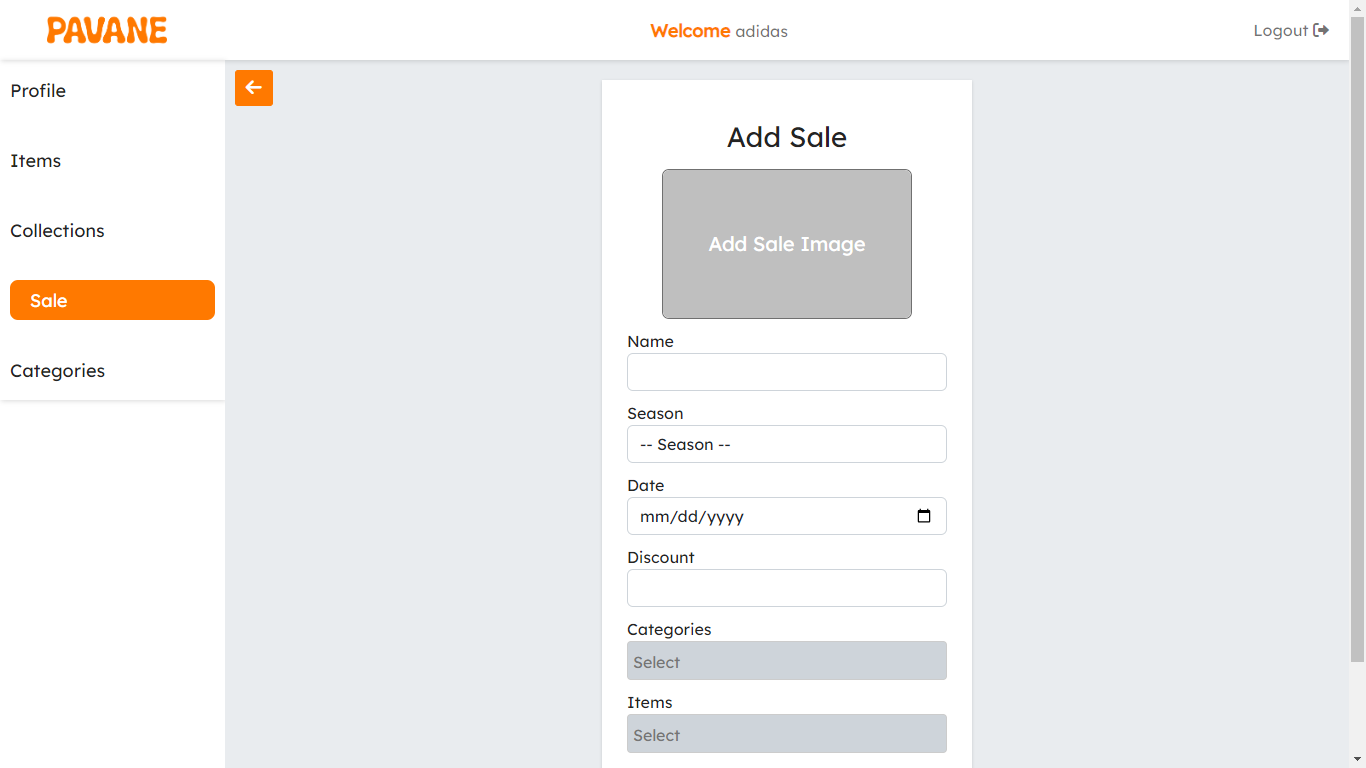 PAVANE
Welcome adidas
Logout
Profile
Items
Collections
Sale
Categories
Add Sale
Add Sale Image
Name
Season
-- Season --
Date
mm/dd/yyyy
Discount
Categories
Select
Items
Select